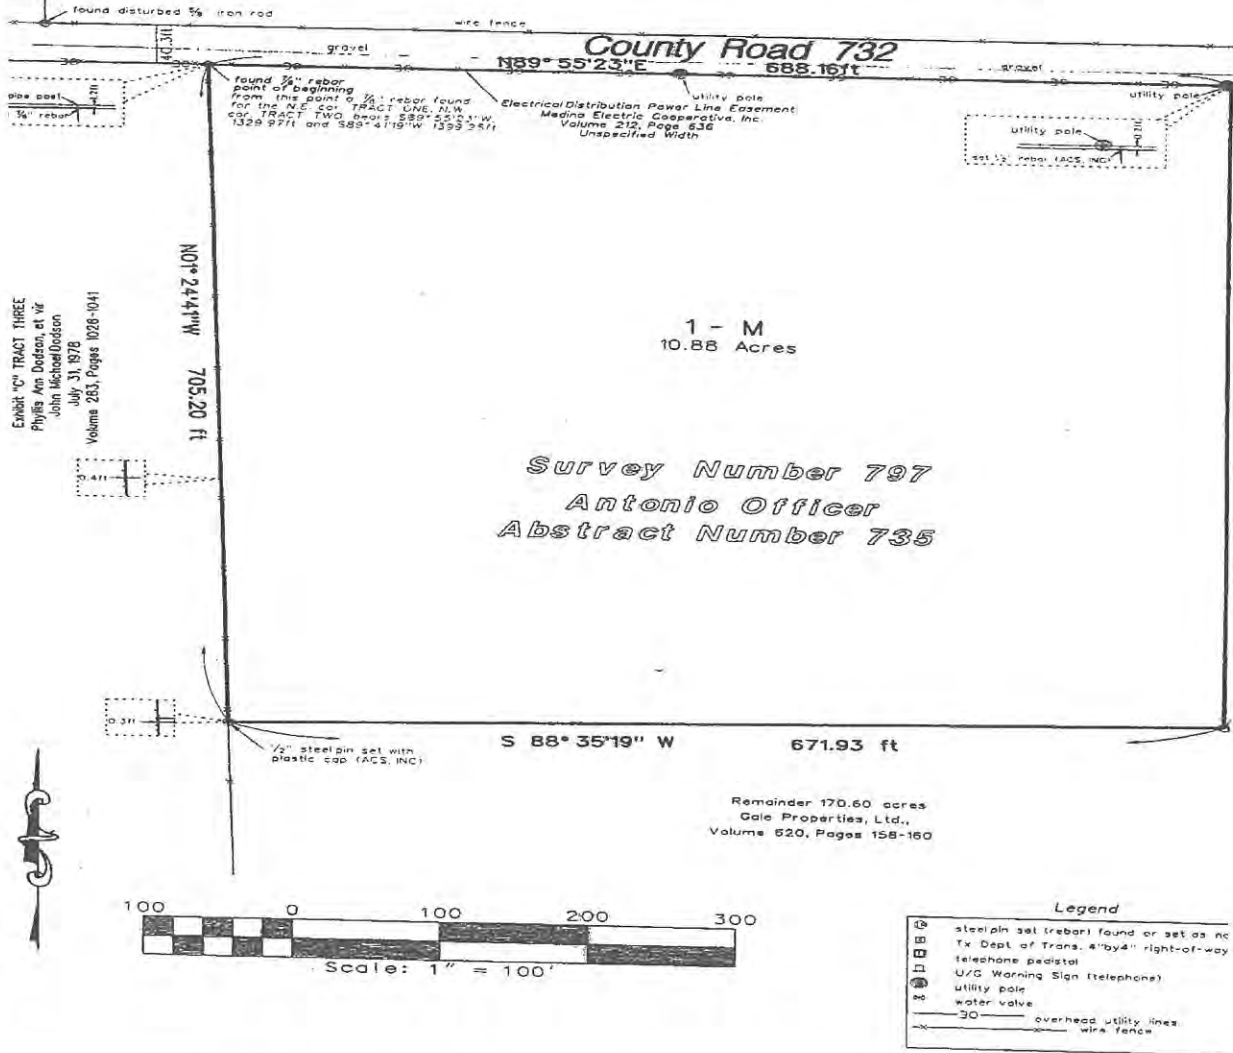 found disturbed ⅝ iron rod
wire fence
40.3ft
gravel
County Road 732
N89° 55'23"E 688.16ft
gravel
found ⅞" rebar
point of beginning
from this point a ⅞" rebar found
for the N.E. cor. TRACT ONE, N.W.
cor. TRACT TWO bears S89°55'23"W
1329.97ft and S89°41'19"W 1399.25ft
pipe post
⅞" rebar
utility pole
Electrical Distribution Power Line Easement
Medina Electric Cooperative, Inc.
Volume 212, Page 636
Unspecified Width
utility pole
utility pole
set ½" rebar (ACS, INC)
N01° 24'41"W 705.20 ft
Exhibit "C" TRACT THREE
Phyllis Ann Dodson, et vir
John Michael Dodson
July 31, 1978
Volume 283, Pages 1026-1041
1 - M
10.88 Acres
Survey Number 797
Antonio Officer
Abstract Number 735
0.4ft
0.3ft
½" steel pin set with
plastic cap (ACS, INC)
S 88° 35'19" W 671.93 ft
Remainder 170.60 acres
Gale Properties, Ltd.,
Volume 620, Pages 158-160
100 0 100 200 300
Scale: 1" = 100'
Legend
steel pin set (rebar) found or set as no
Tx Dept. of Trans. 4"by4" right-of-way
telephone pedistal
U/G Warning Sign (telephone)
utility pole
water valve
30 overhead utility lines
wire fence